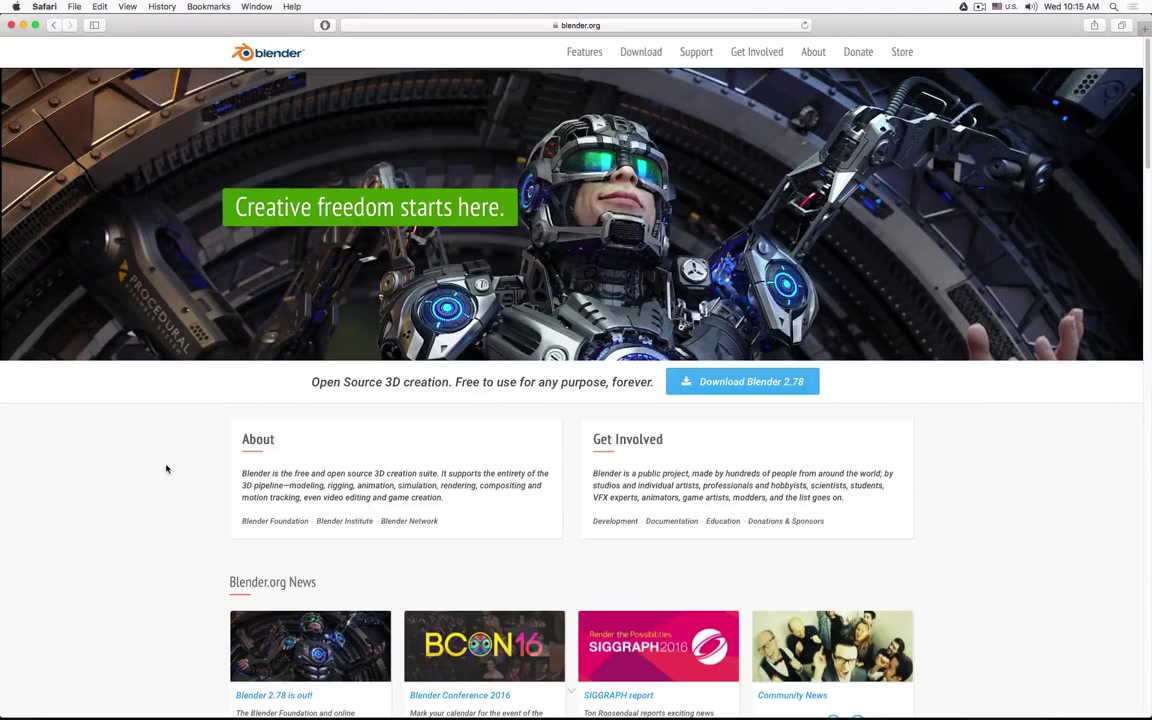 Safari File Edit View History Bookmarks Window Help
U.S. Wed 10:15 AM
blender.org
blender
Features Download Support Get Involved About Donate Store
Creative freedom starts here.
PROCEDURAL
Open Source 3D creation. Free to use for any purpose, forever.
Download Blender 2.78
About
Blender is the free and open source 3D creation suite. It supports the entirety of the
3D pipeline—modeling, rigging, animation, simulation, rendering, compositing and
motion tracking, even video editing and game creation.
Blender Foundation · Blender Institute · Blender Network
Get Involved
Blender is a public project, made by hundreds of people from around the world; by
studios and individual artists, professionals and hobbyists, scientists, students,
VFX experts, animators, game artists, modders, and the list goes on.
Development · Documentation · Education · Donations & Sponsors
Blender.org News
BCON16
Render the Possibilities
SIGGRAPH2016
Blender 2.78 is out!
The Blender Foundation and online
Blender Conference 2016
Mark your calendar for the event of the
SIGGRAPH report
Ton Roosendaal reports exciting news
Community News